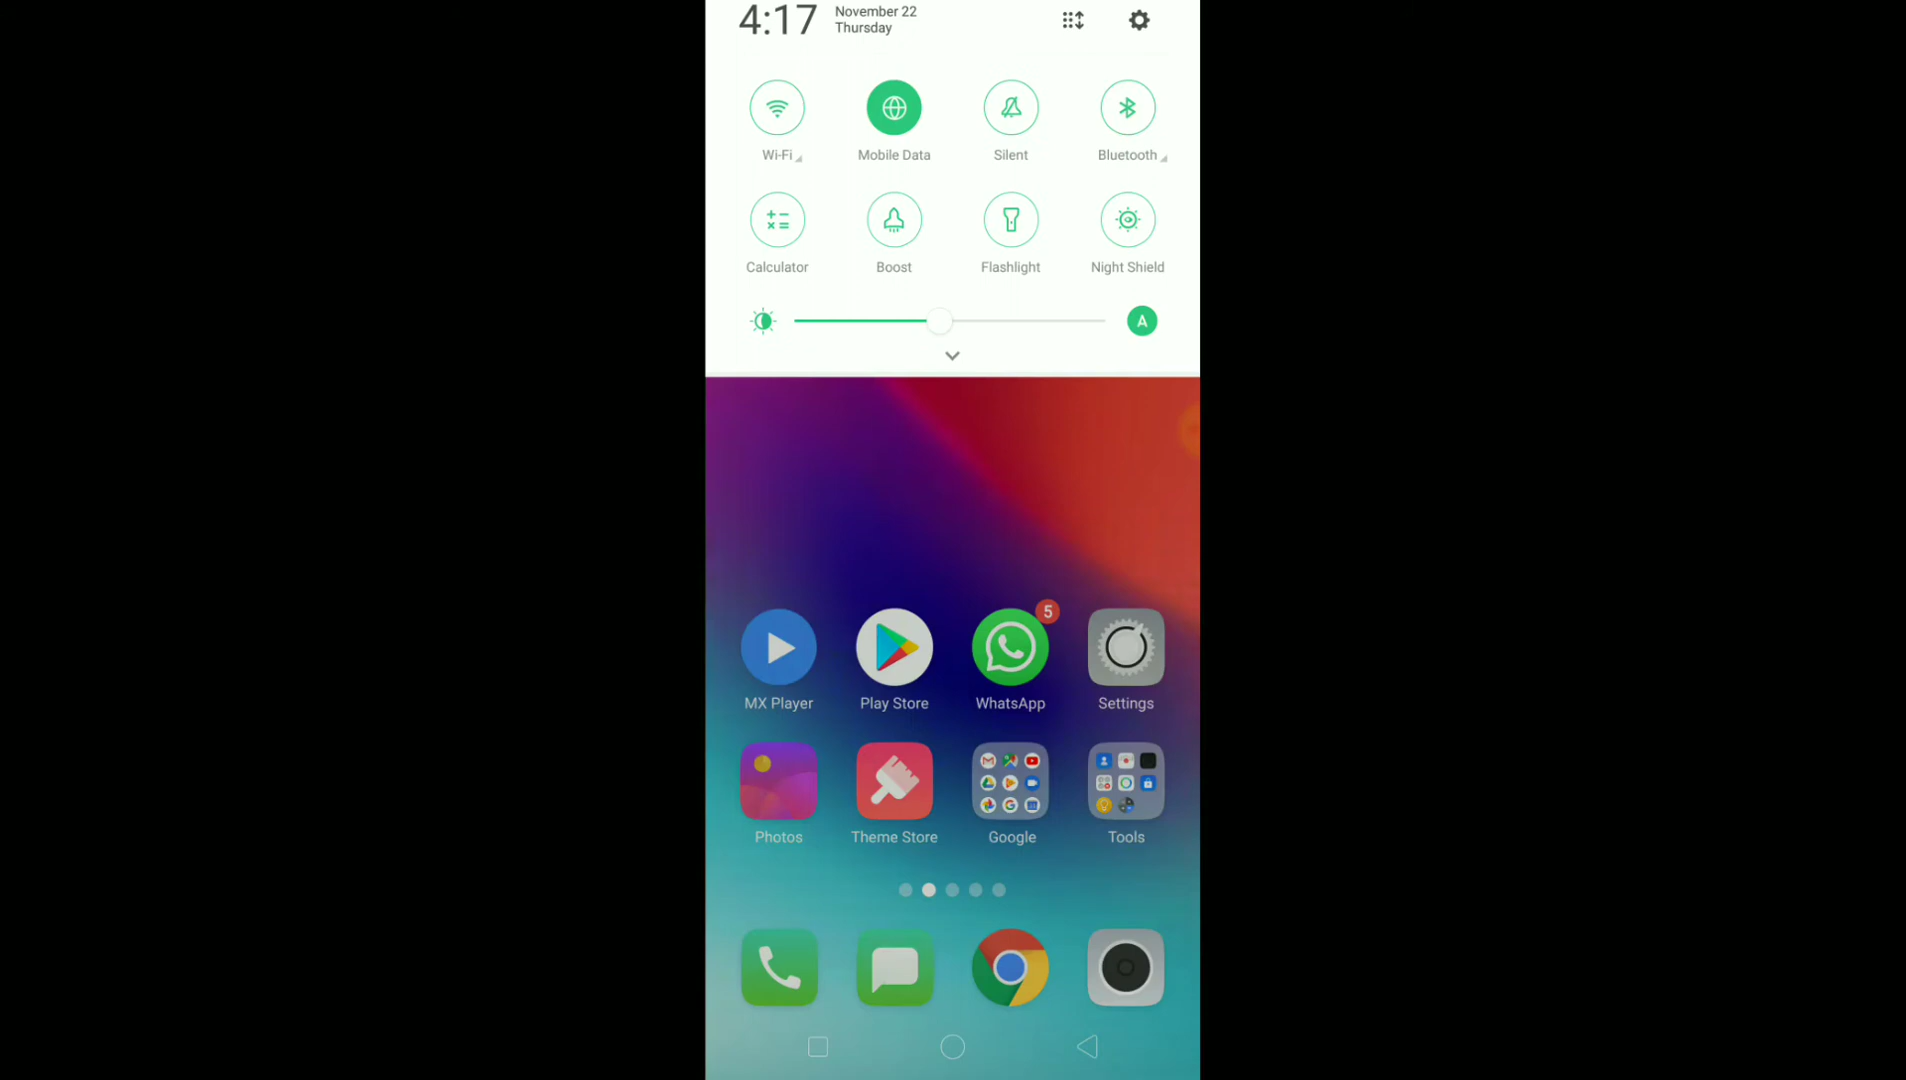 4:17
November 22
Thursday
Wi-Fi
Mobile Data
Silent
Bluetooth
Calculator
Boost
Flashlight
Night Shield
A
5
MX Player
Play Store
WhatsApp
Settings
Photos
Theme Store
Google
Tools